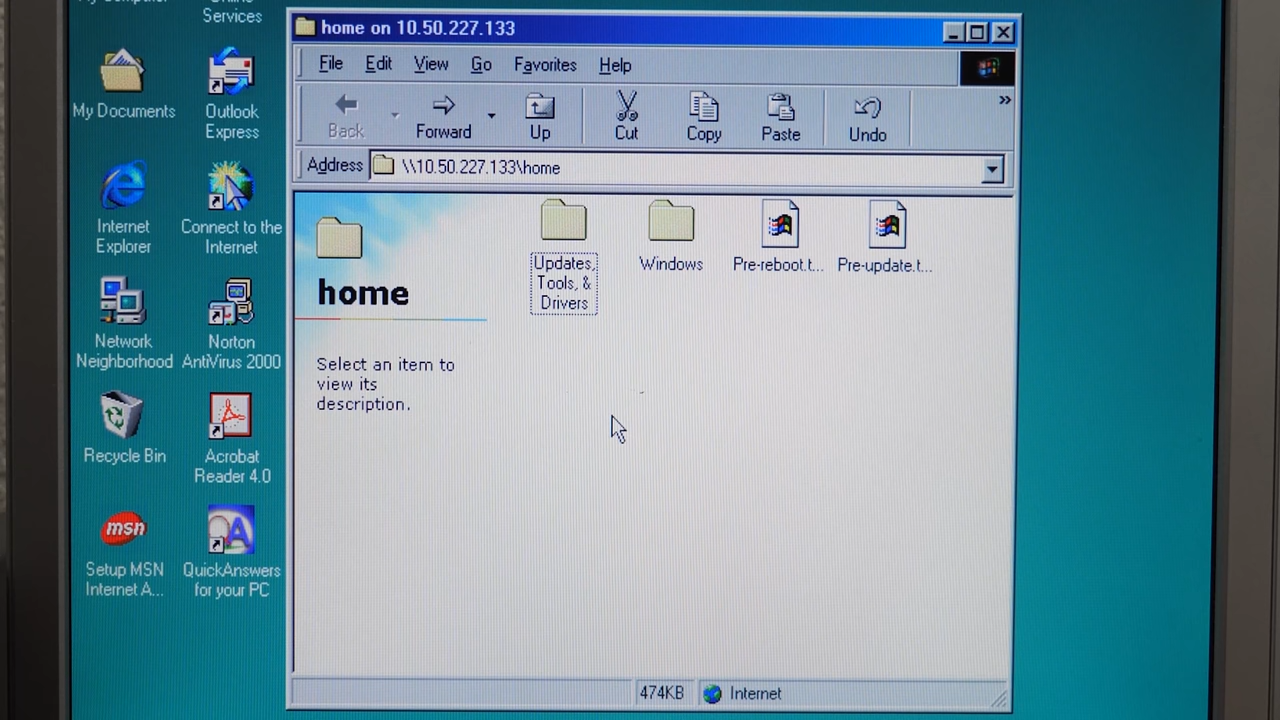 Services
My Documents
Outlook
Express
Internet
Explorer
Connect to the
Internet
Network
Neighborhood
Norton
AntiVirus 2000
Recycle Bin
Acrobat
Reader 4.0
msn
Setup MSN
Internet A...
QA
QuickAnswers
for your PC
home on 10.50.227.133
File Edit View Go Favorites Help
Back Forward Up Cut Copy Paste Undo »
Address \\10.50.227.133\home
home
Select an item to
view its
description.
Updates,
Tools, &
Drivers
Windows
Pre-reboot.t...
Pre-update.t...
474KB Internet